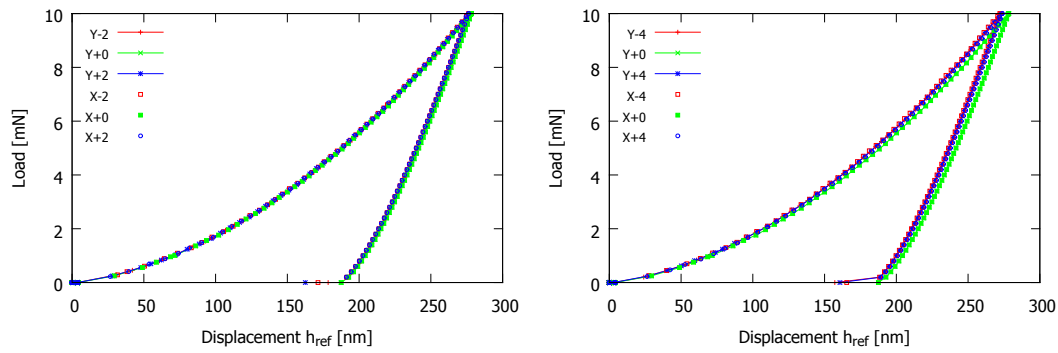 10
8
6
4
2
0
Load [mN]
Y-2
Y+0
Y+2
X-2
X+0
X+2
0 50 100 150 200 250 300
Displacement h_ref [nm]
10
8
6
4
2
0
Load [mN]
Y-4
Y+0
Y+4
X-4
X+0
X+4
0 50 100 150 200 250 300
Displacement h_ref [nm]